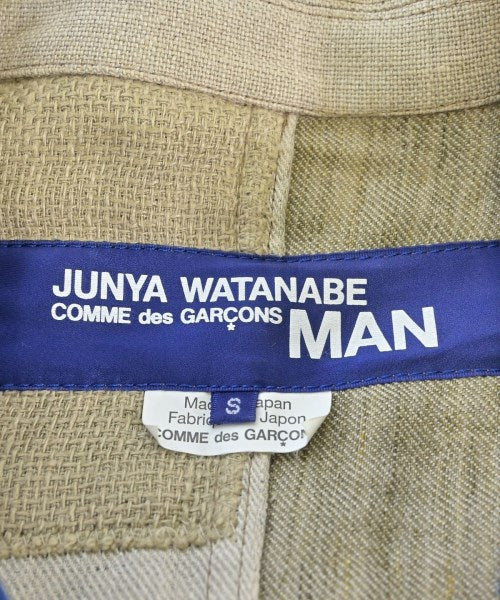 JUNYA WATANABE
COMME des GARÇONS
MAN
S
Japan
Japon
COMME des GARÇON